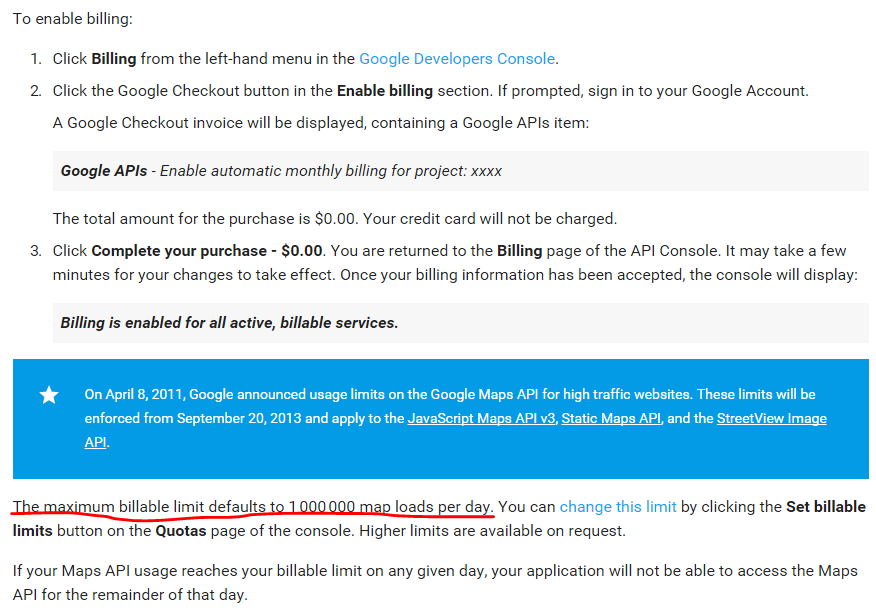 To enable billing:
1. Click Billing from the left-hand menu in the Google Developers Console.
2. Click the Google Checkout button in the Enable billing section. If prompted, sign in to your Google Account.
A Google Checkout invoice will be displayed, containing a Google APIs item:
Google APIs - Enable automatic monthly billing for project: xxxx
The total amount for the purchase is $0.00. Your credit card will not be charged.
3. Click Complete your purchase - $0.00. You are returned to the Billing page of the API Console. It may take a few
minutes for your changes to take effect. Once your billing information has been accepted, the console will display:
Billing is enabled for all active, billable services.
On April 8, 2011, Google announced usage limits on the Google Maps API for high traffic websites. These limits will be
enforced from September 20, 2013 and apply to the JavaScript Maps API v3, Static Maps API, and the StreetView Image
API.
The maximum billable limit defaults to 1 000 000 map loads per day. You can change this limit by clicking the Set billable
limits button on the Quotas page of the console. Higher limits are available on request.
If your Maps API usage reaches your billable limit on any given day, your application will not be able to access the Maps
API for the remainder of that day.